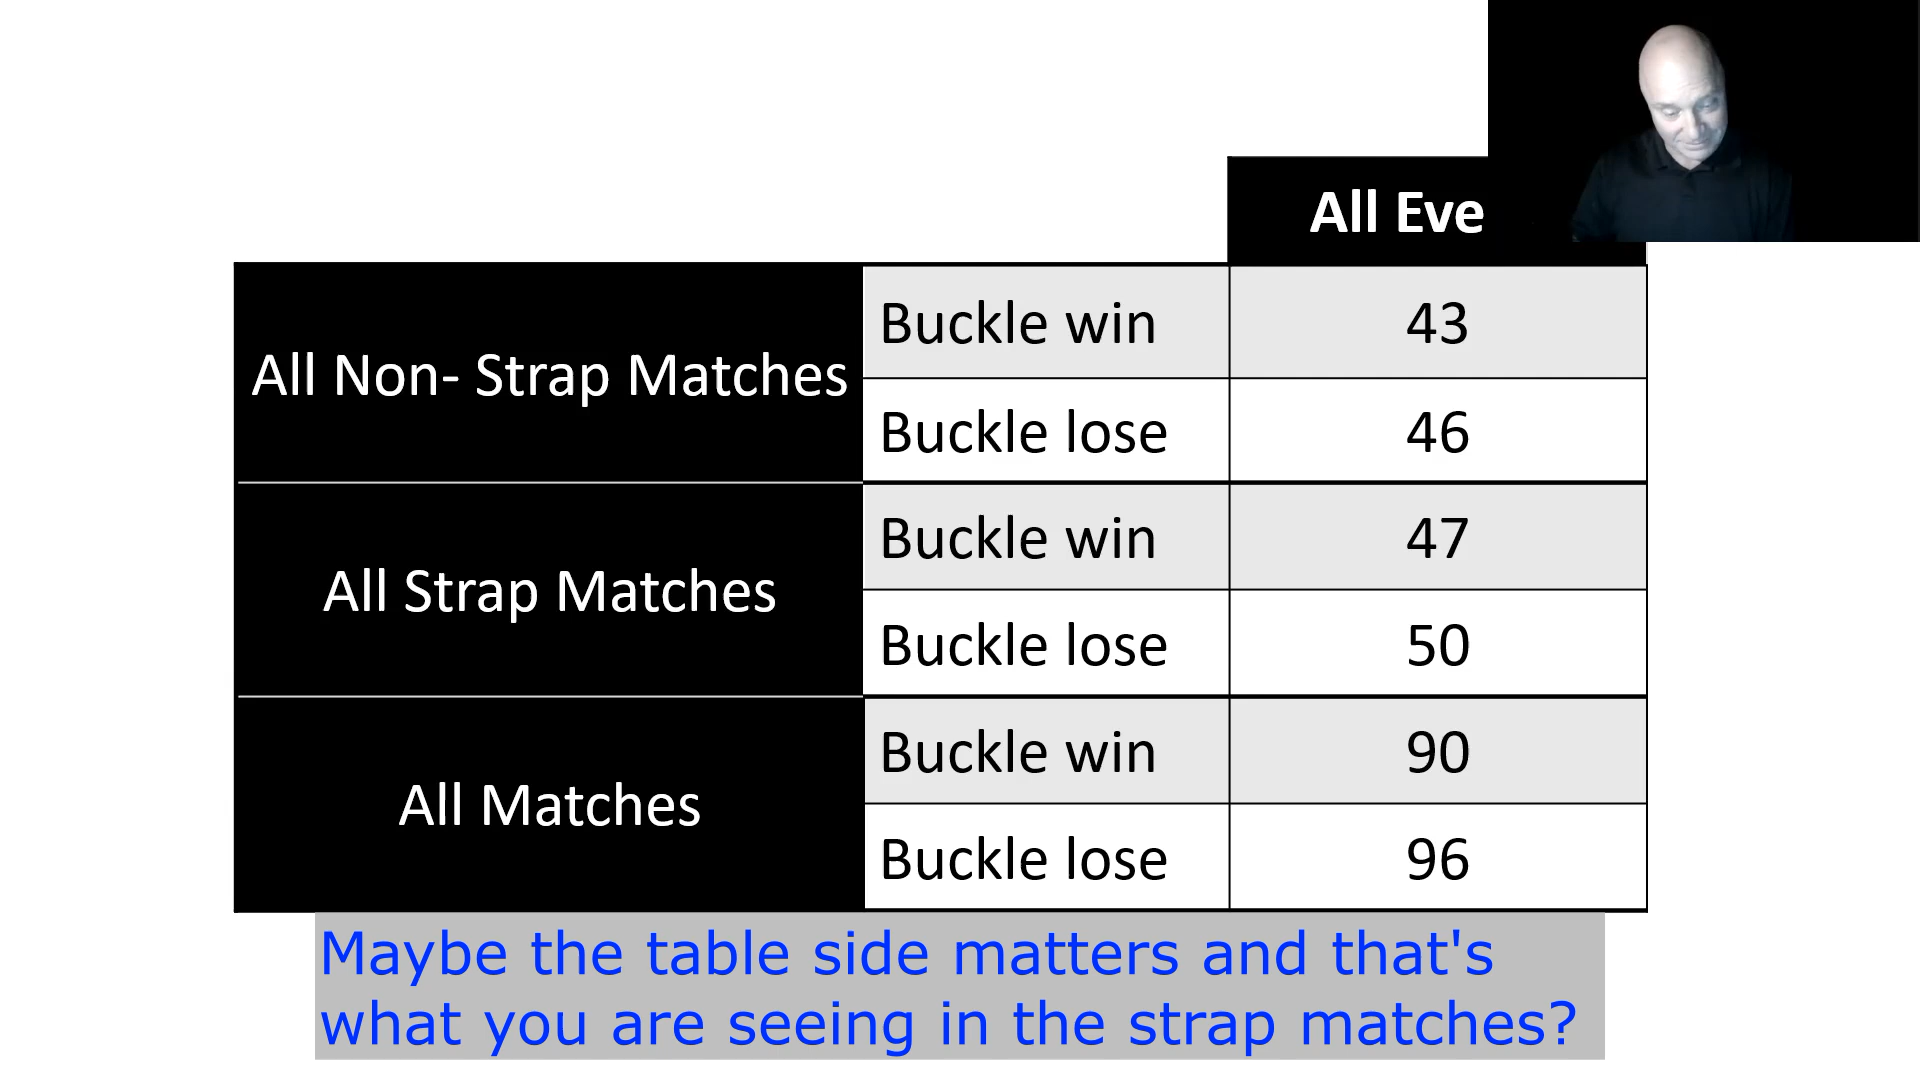 All Eve
All Non- Strap Matches
Buckle win
43
Buckle lose
46
All Strap Matches
Buckle win
47
Buckle lose
50
All Matches
Buckle win
90
Buckle lose
96
Maybe the table side matters and that's
what you are seeing in the strap matches?